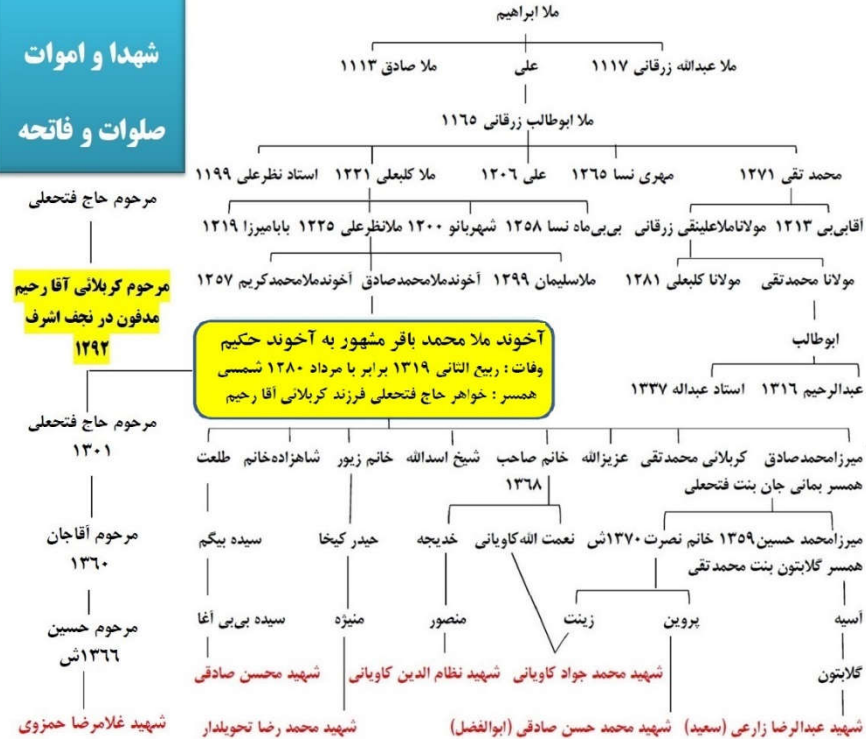 شهدا و اموات
صلوات و فاتحه
ملا ابراهیم
ملا عبدالله زرقانی ۱۱۱۷ علی ملا صادق ۱۱۱۳
ملا ابوطالب زرقانی ۱۱۶۵
محمد تقی ۱۲۷۱ مهری نسا ۱۲۶۵ علی ۱۲۰۶ ملا کلبعلی ۱۲۲۱ استاد نظرعلی ۱۱۹۹
آقابی‌بی ۱۲۱۳ مولاناملاعلینقی زرقانی بی‌بی‌ماه نسا ۱۲۵۸ شهربانو ۱۲۰۰ ملانظرعلی ۱۲۲۵ بابامیرزا ۱۲۱۹
مولانا محمدتقی مولانا کلبعلی ۱۲۸۱ ملاسلیمان ۱۲۹۹ آخوندملامحمدصادق آخوندملامحمدکریم ۱۲۵۷
ابوطالب
عبدالرحیم ۱۳۱۶ استاد عبداله ۱۳۳۷
آخوند ملا محمد باقر مشهور به آخوند حکیم
وفات : ربیع الثانی ۱۳۱۹ برابر با مرداد ۱۲۸۰ شمسی
همسر : خواهر حاج فتحعلی فرزند کربلائی آقا رحیم
میرزامحمدصادق کربلائی محمدتقی عزیزالله خانم صاحب شیخ اسدالله خانم زیور شاهزاده‌خانم طلعت
همسر بمانی جان بنت فتحعلی ۱۳۶۸
میرزامحمد حسین۱۳۵۹ خانم نصرت ۱۳۷۰ش نعمت الله‌کاویانی خدیجه حیدر کیخا سیده بیگم
همسر گلابتون بنت محمدتقی
آسیه پروین زینت منصور منیژه سیده بی‌بی آغا
گلابتون شهید محمد جواد کاویانی شهید نظام الدین کاویانی شهید محسن صادقی
شهید عبدالرضا زارعی (سعید) شهید محمد حسن صادقی (ابوالفضل) شهید محمد رضا تحویلدار
مرحوم حاج فتحعلی
مرحوم کربلائی آقا رحیم
مدفون در نجف اشرف
۱۲۹۲
مرحوم حاج فتحعلی
۱۳۰۱
مرحوم آقاجان
۱۳۶۰
مرحوم حسین
۱۳۶۶ش
شهید غلامرضا حمزوی